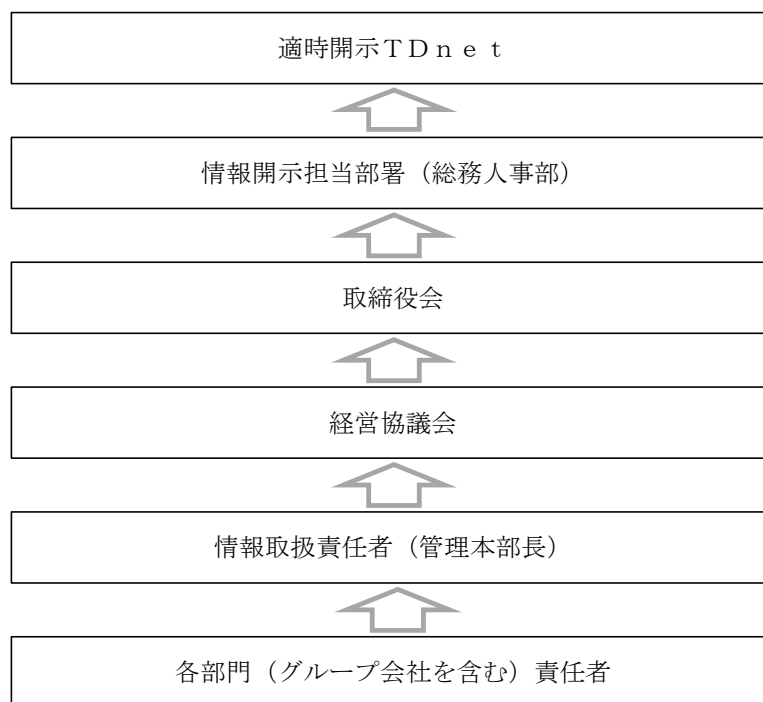 適時開示ＴＤｎｅｔ
情報開示担当部署（総務人事部）
取締役会
経営協議会
情報取扱責任者（管理本部長）
各部門（グループ会社を含む）責任者